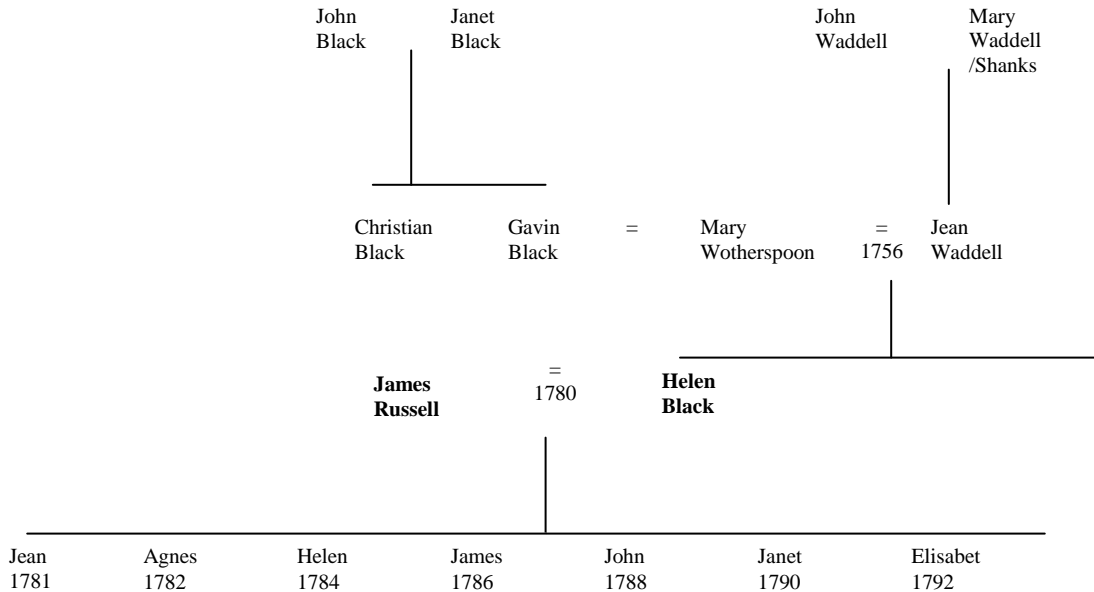 John
Black
Janet
Black
John
Waddell
Mary
Waddell
/Shanks
Christian
Black
Gavin
Black
=
Mary
Wotherspoon
=
1756
Jean
Waddell
James
Russell
=
1780
Helen
Black
Jean
1781
Agnes
1782
Helen
1784
James
1786
John
1788
Janet
1790
Elisabet
1792